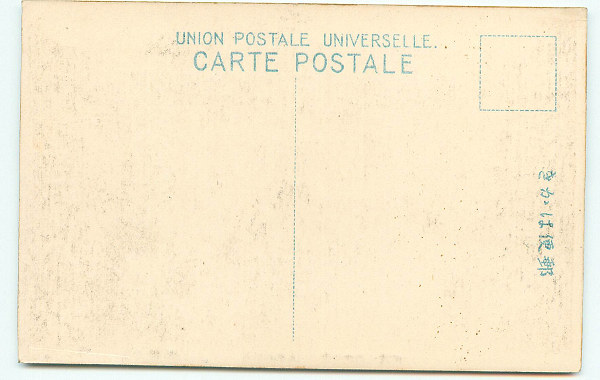 UNION POSTALE UNIVERSELLE.
CARTE POSTALE
郵便はかき